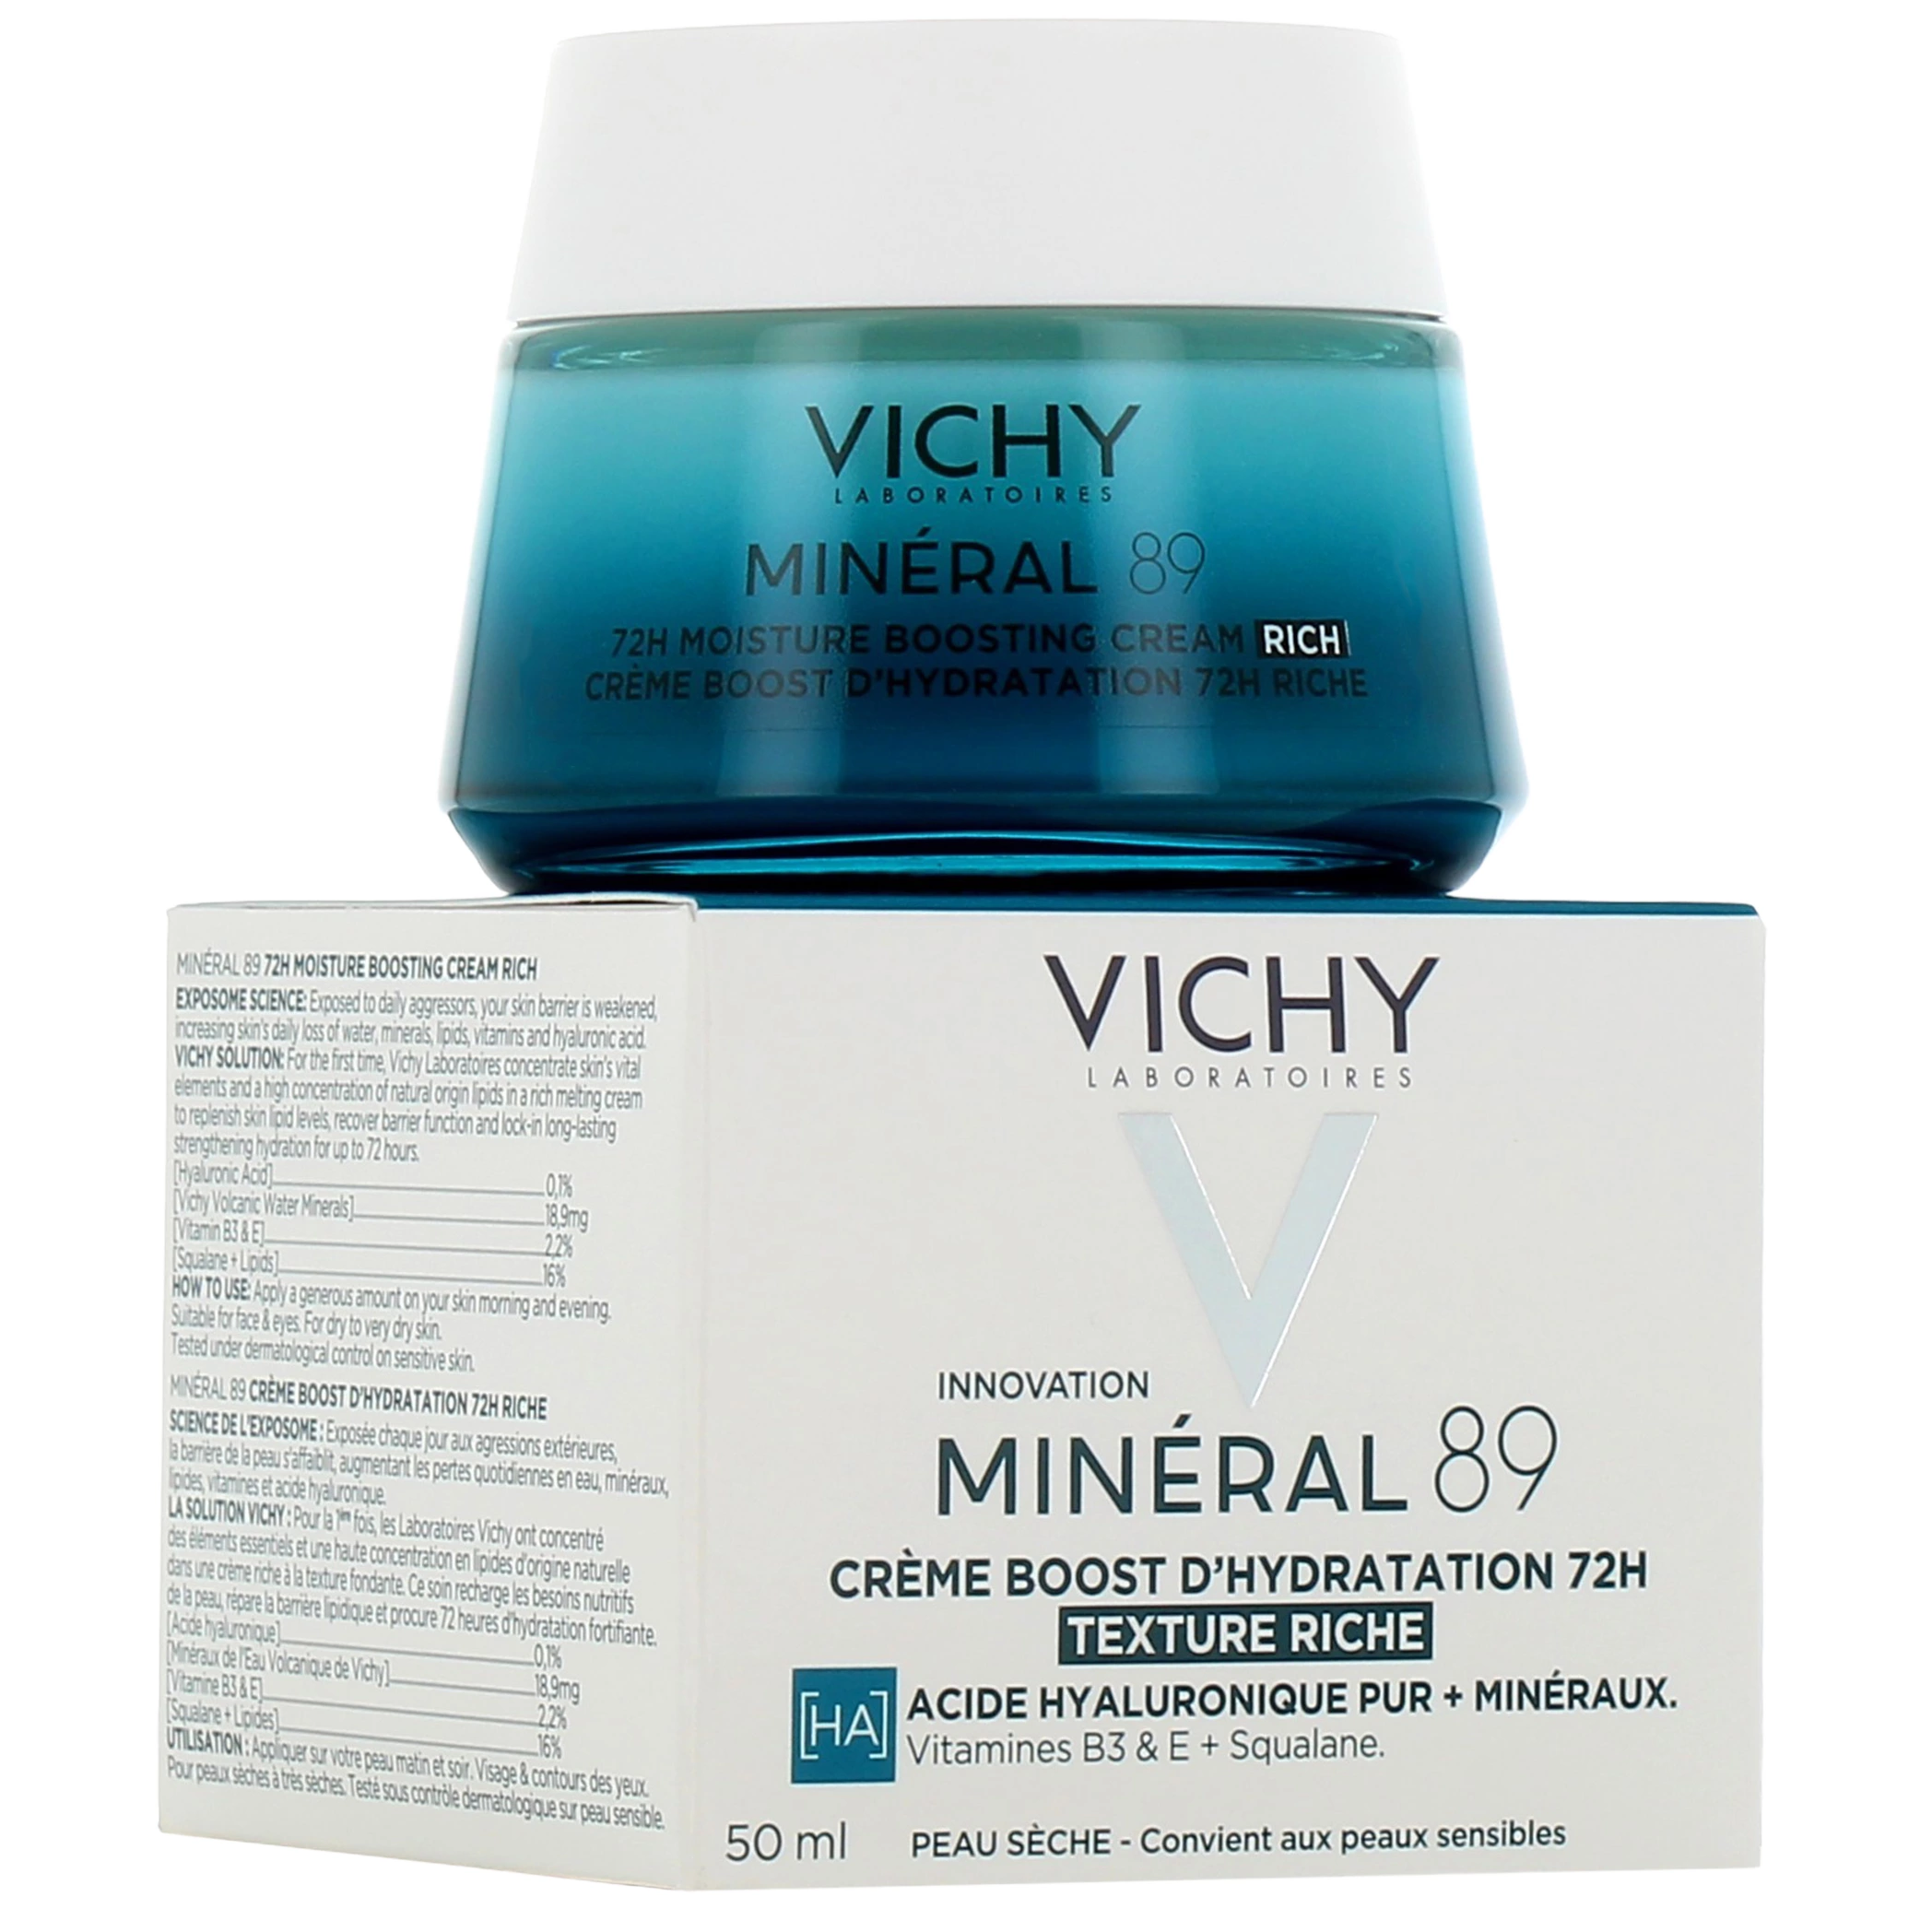 VICHY
LABORATOIRES
MINÉRAL 89
72H MOISTURE BOOSTING CREAM RICH
CRÈME BOOST D'HYDRATATION 72H RICHE
MINÉRAL 89 72H MOISTURE BOOSTING CREAM RICH
EXPOSOME SCIENCE: Exposed to daily aggressors, your skin barrier is weakened,
increasing skin's daily loss of water, minerals, lipids, vitamins and hyaluronic acid.
VICHY SOLUTION: For the first time, Vichy Laboratoires concentrate skin's vital
elements and a high concentration of natural origin lipids in a rich melting cream
to replenish skin lipid levels, recover barrier function and lock-in long-lasting
strengthening hydration for up to 72 hours.
[Hyaluronic Acid] 0,1%
[Vichy Volcanic Water Minerals] 18,9mg
[Vitamin B3 & E] 2,2%
[Squalane + Lipids] 16%
HOW TO USE: Apply a generous amount on your skin morning and evening.
Suitable for face & eyes. For dry to very dry skin.
Tested under dermatological control on sensitive skin.
MINÉRAL 89 CRÈME BOOST D'HYDRATATION 72H RICHE
SCIENCE DE L'EXPOSOME : Exposée chaque jour aux agressions extérieures,
la barrière de la peau s'affaiblit, augmentant les pertes quotidiennes en eau, minéraux,
lipides, vitamines et acide hyaluronique.
LA SOLUTION VICHY : Pour la 1ère fois, les Laboratoires Vichy ont concentré
des éléments essentiels et une haute concentration en lipides d'origine naturelle
dans une crème riche à la texture fondante. Ce soin recharge les besoins nutritifs
de la peau, répare la barrière lipidique et procure 72 heures d'hydratation fortifiante.
[Acide hyaluronique] 0,1%
[Minéraux de l'Eau Volcanique de Vichy] 18,9mg
[Vitamine B3 & E] 2,2%
[Squalane + Lipides] 16%
UTILISATION : Appliquer sur votre peau matin et soir. Visage & contours des yeux.
Pour peaux sèches à très sèches. Testé sous contrôle dermatologique sur peau sensible.
VICHY
LABORATOIRES
V
INNOVATION
MINÉRAL 89
CRÈME BOOST D'HYDRATATION 72H
TEXTURE RICHE
[HA] ACIDE HYALURONIQUE PUR + MINÉRAUX.
Vitamines B3 & E + Squalane.
50 ml PEAU SÈCHE - Convient aux peaux sensibles